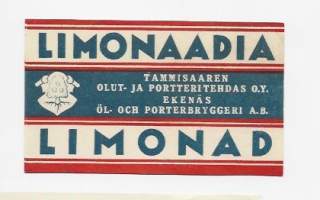 LIMONAADIA
TAMMISAAREN
OLUT- JA PORTTERITEHDAS O.Y.
EKENÄS
ÖL- OCH PORTERBRYGGERI A.B.
LIMONAD